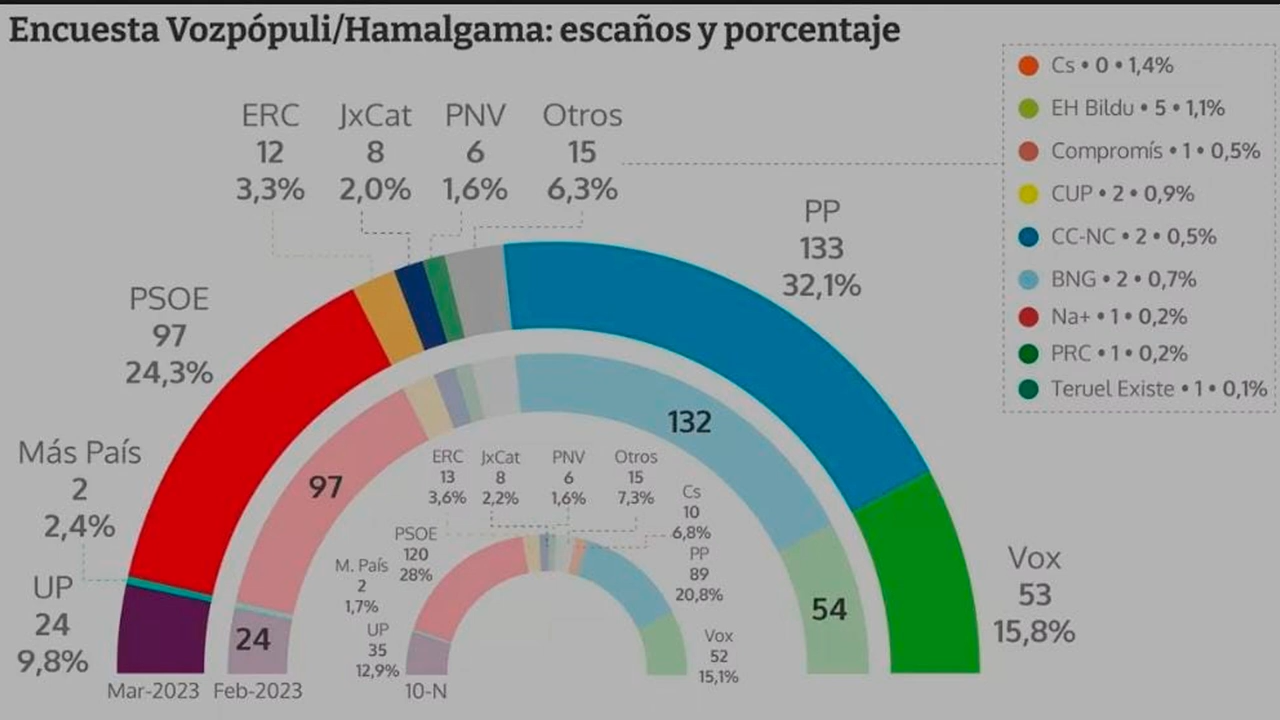 Encuesta Vozpópuli/Hamalgama: escaños y porcentaje
Cs • 0 • 1,4%
EH Bildu • 5 • 1,1%
Compromís • 1 • 0,5%
CUP • 2 • 0,9%
CC-NC • 2 • 0,5%
BNG • 2 • 0,7%
Na+ • 1 • 0,2%
PRC • 1 • 0,2%
Teruel Existe • 1 • 0,1%
ERC
12
3,3%
JxCat
8
2,0%
PNV
6
1,6%
Otros
15
6,3%
PP
133
32,1%
PSOE
97
24,3%
Más País
2
2,4%
UP
24
9,8%
Vox
53
15,8%
97
132
24
54
ERC
13
3,6%
JxCat
8
2,2%
PNV
6
1,6%
Otros
15
7,3%
Cs
10
6,8%
PSOE
120
28%
PP
89
20,8%
M. País
2
1,7%
UP
35
12,9%
Vox
52
15,1%
Mar-2023
Feb-2023
10-N